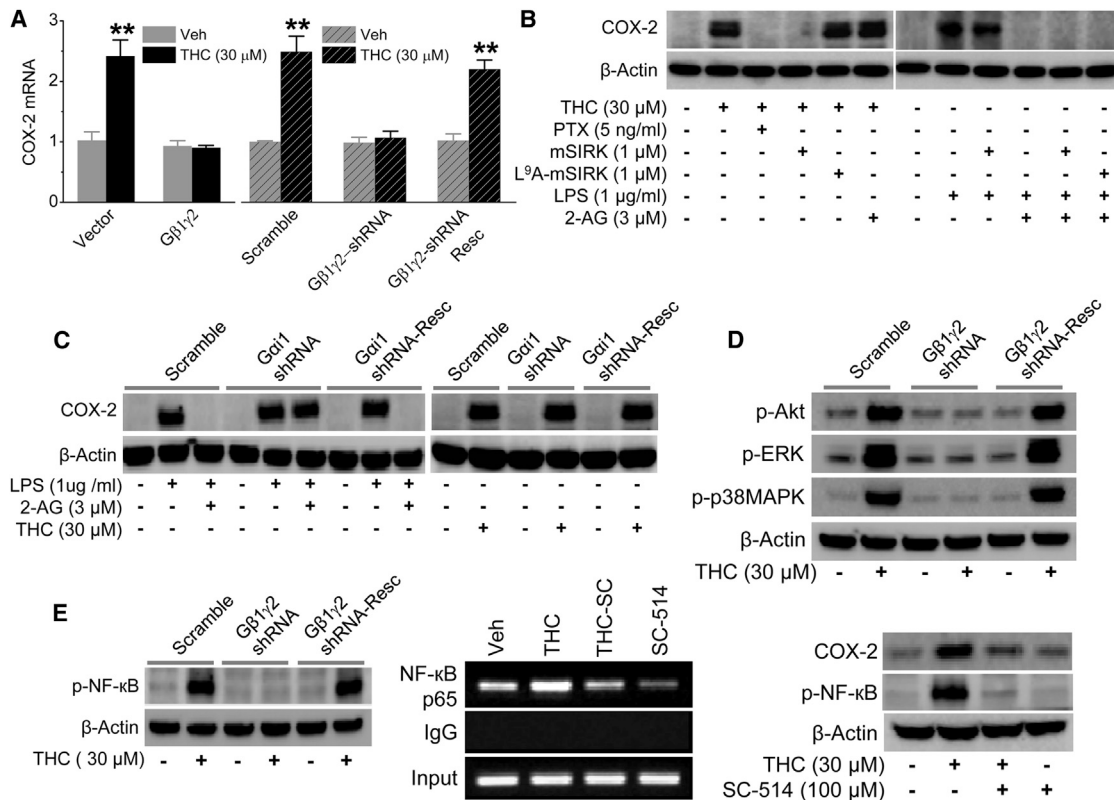 A
COX-2 mRNA
3
2
1
0
**
**
**
Veh
THC (30 μM)
Veh
THC (30 μM)
Vector
Gβ1γ2
Scramble
Gβ1γ2–shRNA
Gβ1γ2-shRNA
Resc
B
COX-2
β-Actin
THC (30 μM) - + + + + + - - - - - -
PTX (5 ng/ml) - - + - - - - - - - - -
mSIRK (1 μM) - - - + - - - - + - + -
L9A-mSIRK (1 μM) - - - - + - - - - - - +
LPS (1 μg/ml) - - - - - - - + + + + +
2-AG (3 μM) - - - - - + - - - + + +
C
Scramble
Gαi1
shRNA
Gαi1
shRNA-Resc
Scramble
Gαi1
shRNA
Gαi1
shRNA-Resc
COX-2
β-Actin
LPS (1ug /ml) - + + - + + - + + - - - - - -
2-AG (3 μM) - - + - - + - - + - - - - - -
THC (30 μM) - - - - - - - - - - + - + - +
D
Scramble
Gβ1γ2
shRNA
Gβ1γ2
shRNA-Resc
p-Akt
p-ERK
p-p38MAPK
β-Actin
THC (30 μM) - + - + - +
E
Scramble
Gβ1γ2
shRNA
Gβ1γ2
shRNA-Resc
p-NF-κB
β-Actin
THC ( 30 μM) - + - + - +
Veh
THC
THC-SC
SC-514
NF-κB
p65
IgG
Input
COX-2
p-NF-κB
β-Actin
THC (30 μM) - + + -
SC-514 (100 μM) - - + +